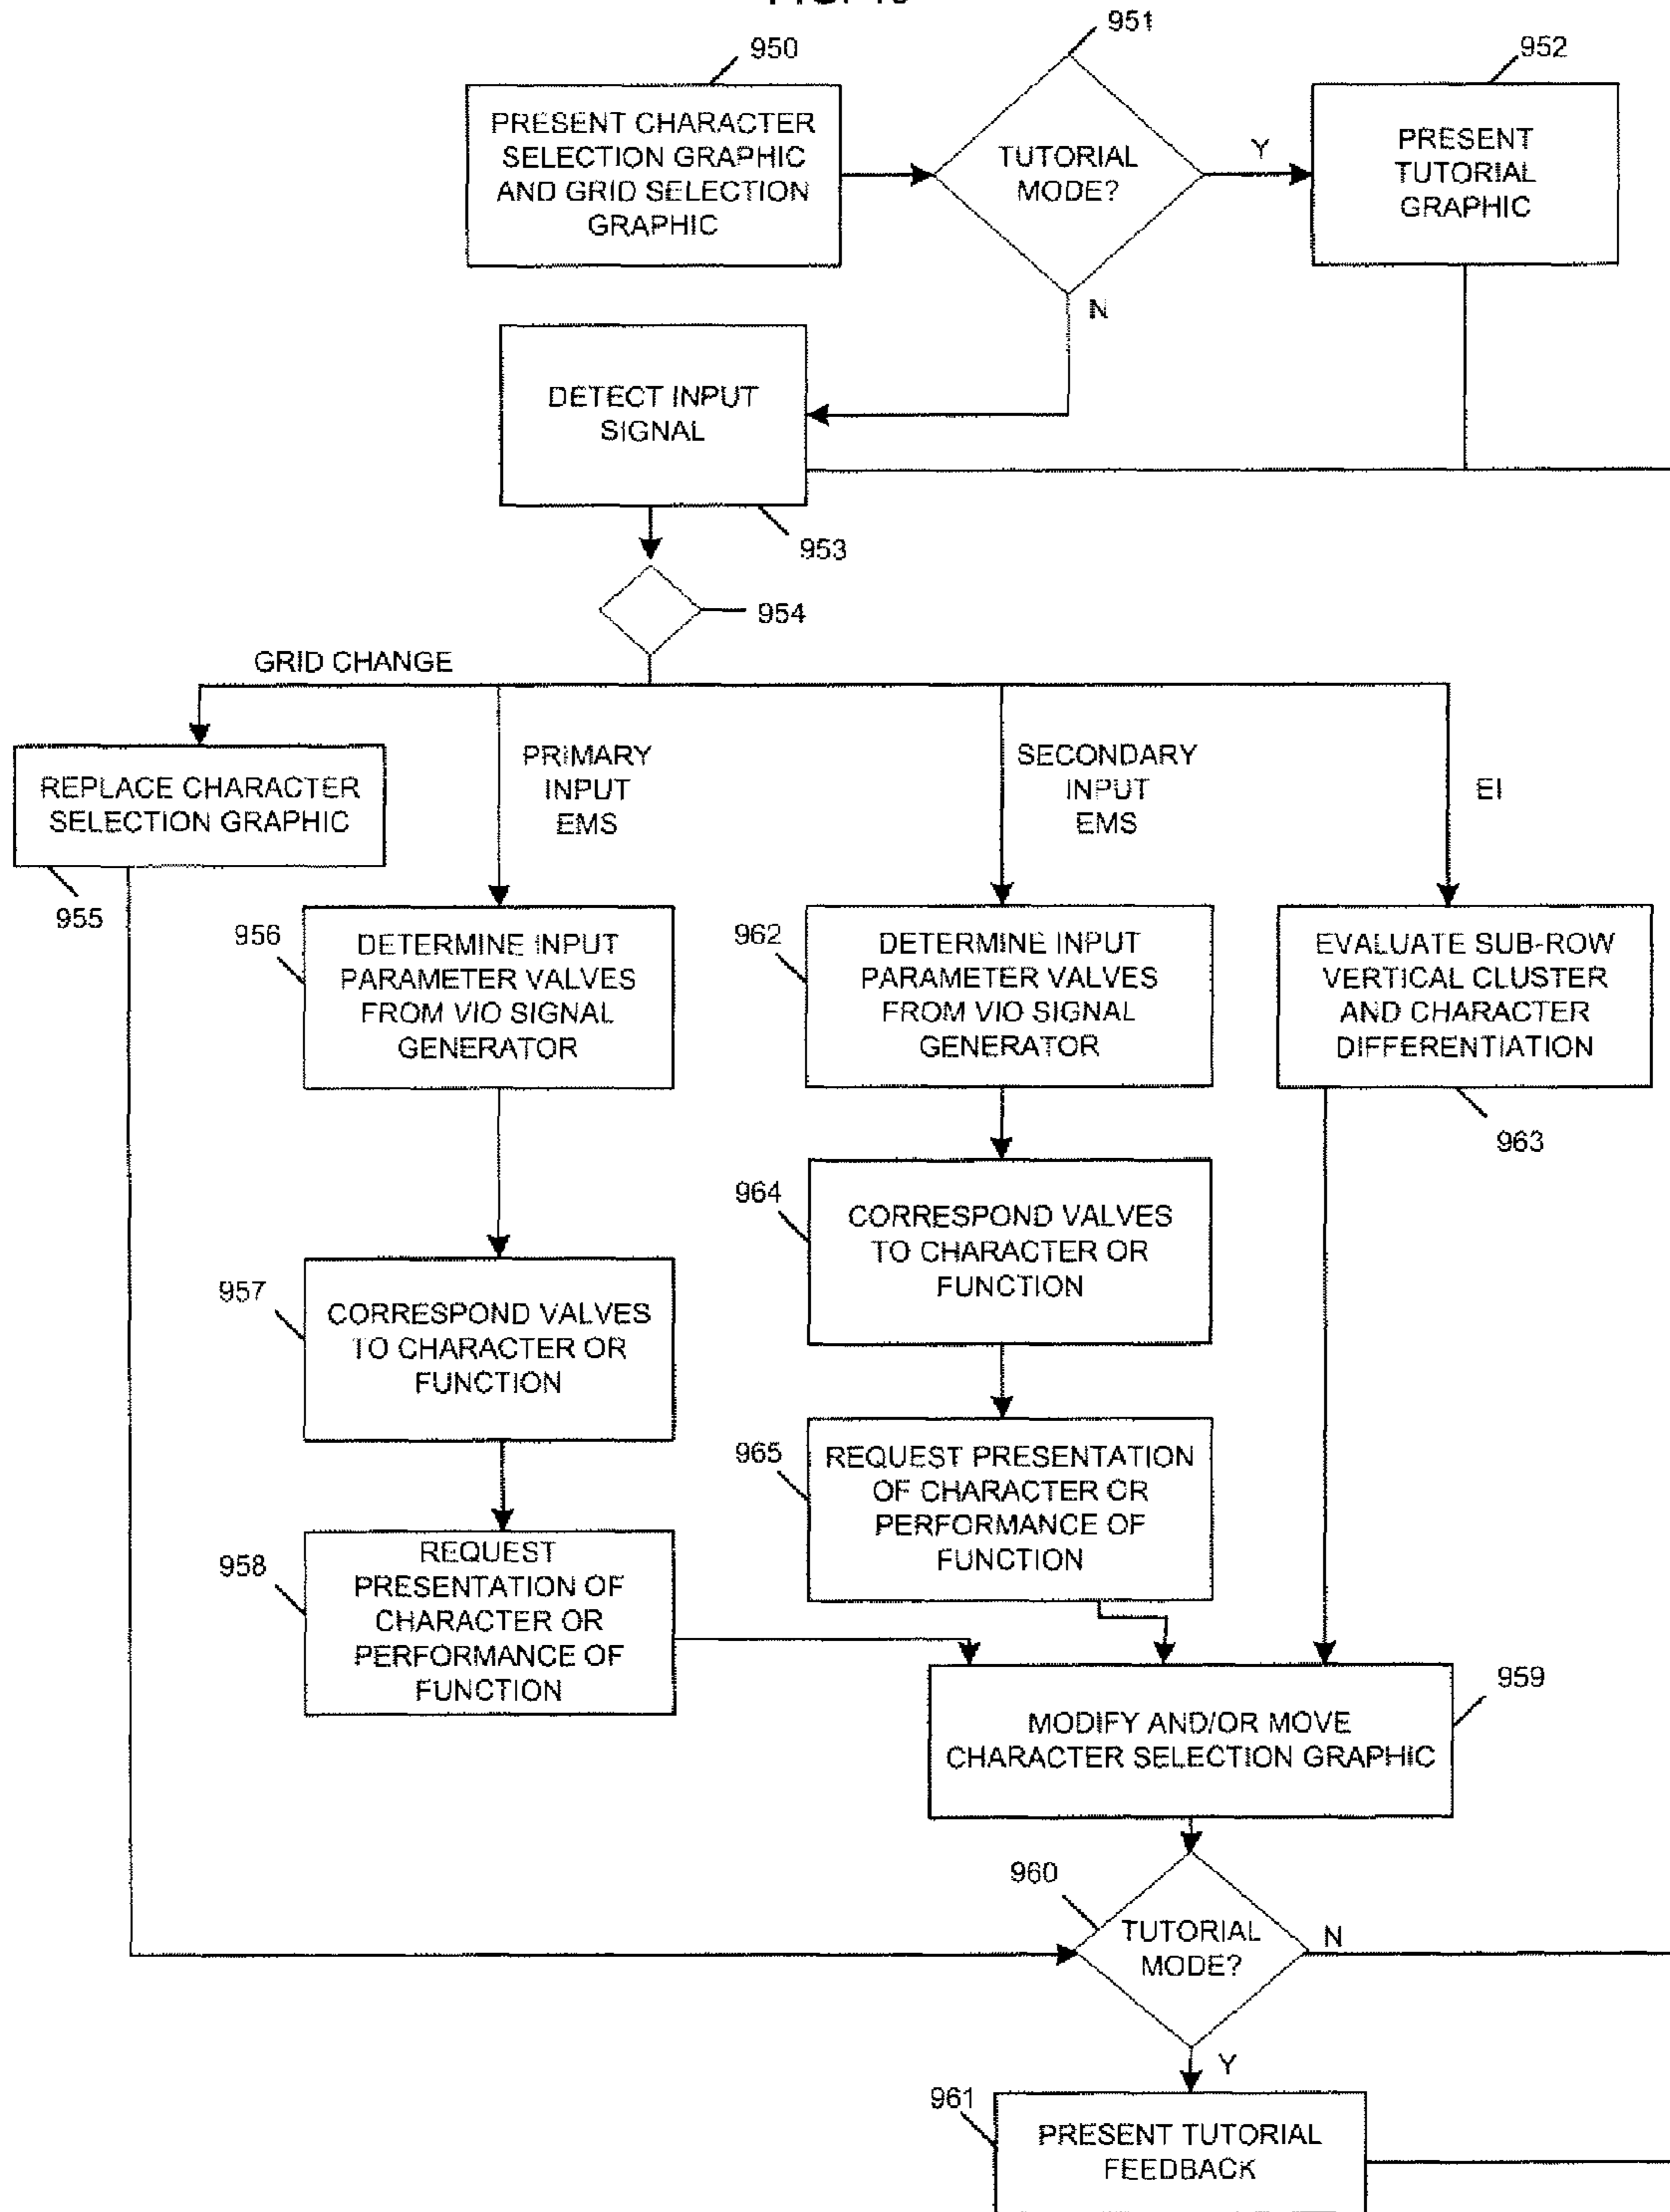 950
951
952
PRESENT CHARACTER
SELECTION GRAPHIC
AND GRID SELECTION
GRAPHIC
TUTORIAL
MODE?
Y
PRESENT
TUTORIAL
GRAPHIC
N
DETECT INPUT
SIGNAL
953
954
GRID CHANGE
REPLACE CHARACTER
SELECTION GRAPHIC
955
PRIMARY
INPUT
EMS
SECONDARY
INPUT
EMS
EI
956
DETERMINE INPUT
PARAMETER VALVES
FROM VIO SIGNAL
GENERATOR
962
DETERMINE INPUT
PARAMETER VALVES
FROM VIO SIGNAL
GENERATOR
EVALUATE SUB-ROW
VERTICAL CLUSTER
AND CHARACTER
DIFFERENTIATION
963
964
CORRESPOND VALVES
TO CHARACTER OR
FUNCTION
957
CORRESPOND VALVES
TO CHARACTER OR
FUNCTION
965
REQUEST PRESENTATION
OF CHARACTER OR
PERFORMANCE OF
FUNCTION
958
REQUEST
PRESENTATION OF
CHARACTER OR
PERFORMANCE OF
FUNCTION
959
MODIFY AND/OR MOVE
CHARACTER SELECTION GRAPHIC
960
TUTORIAL
MODE?
N
Y
961
PRESENT TUTORIAL
FEEDBACK